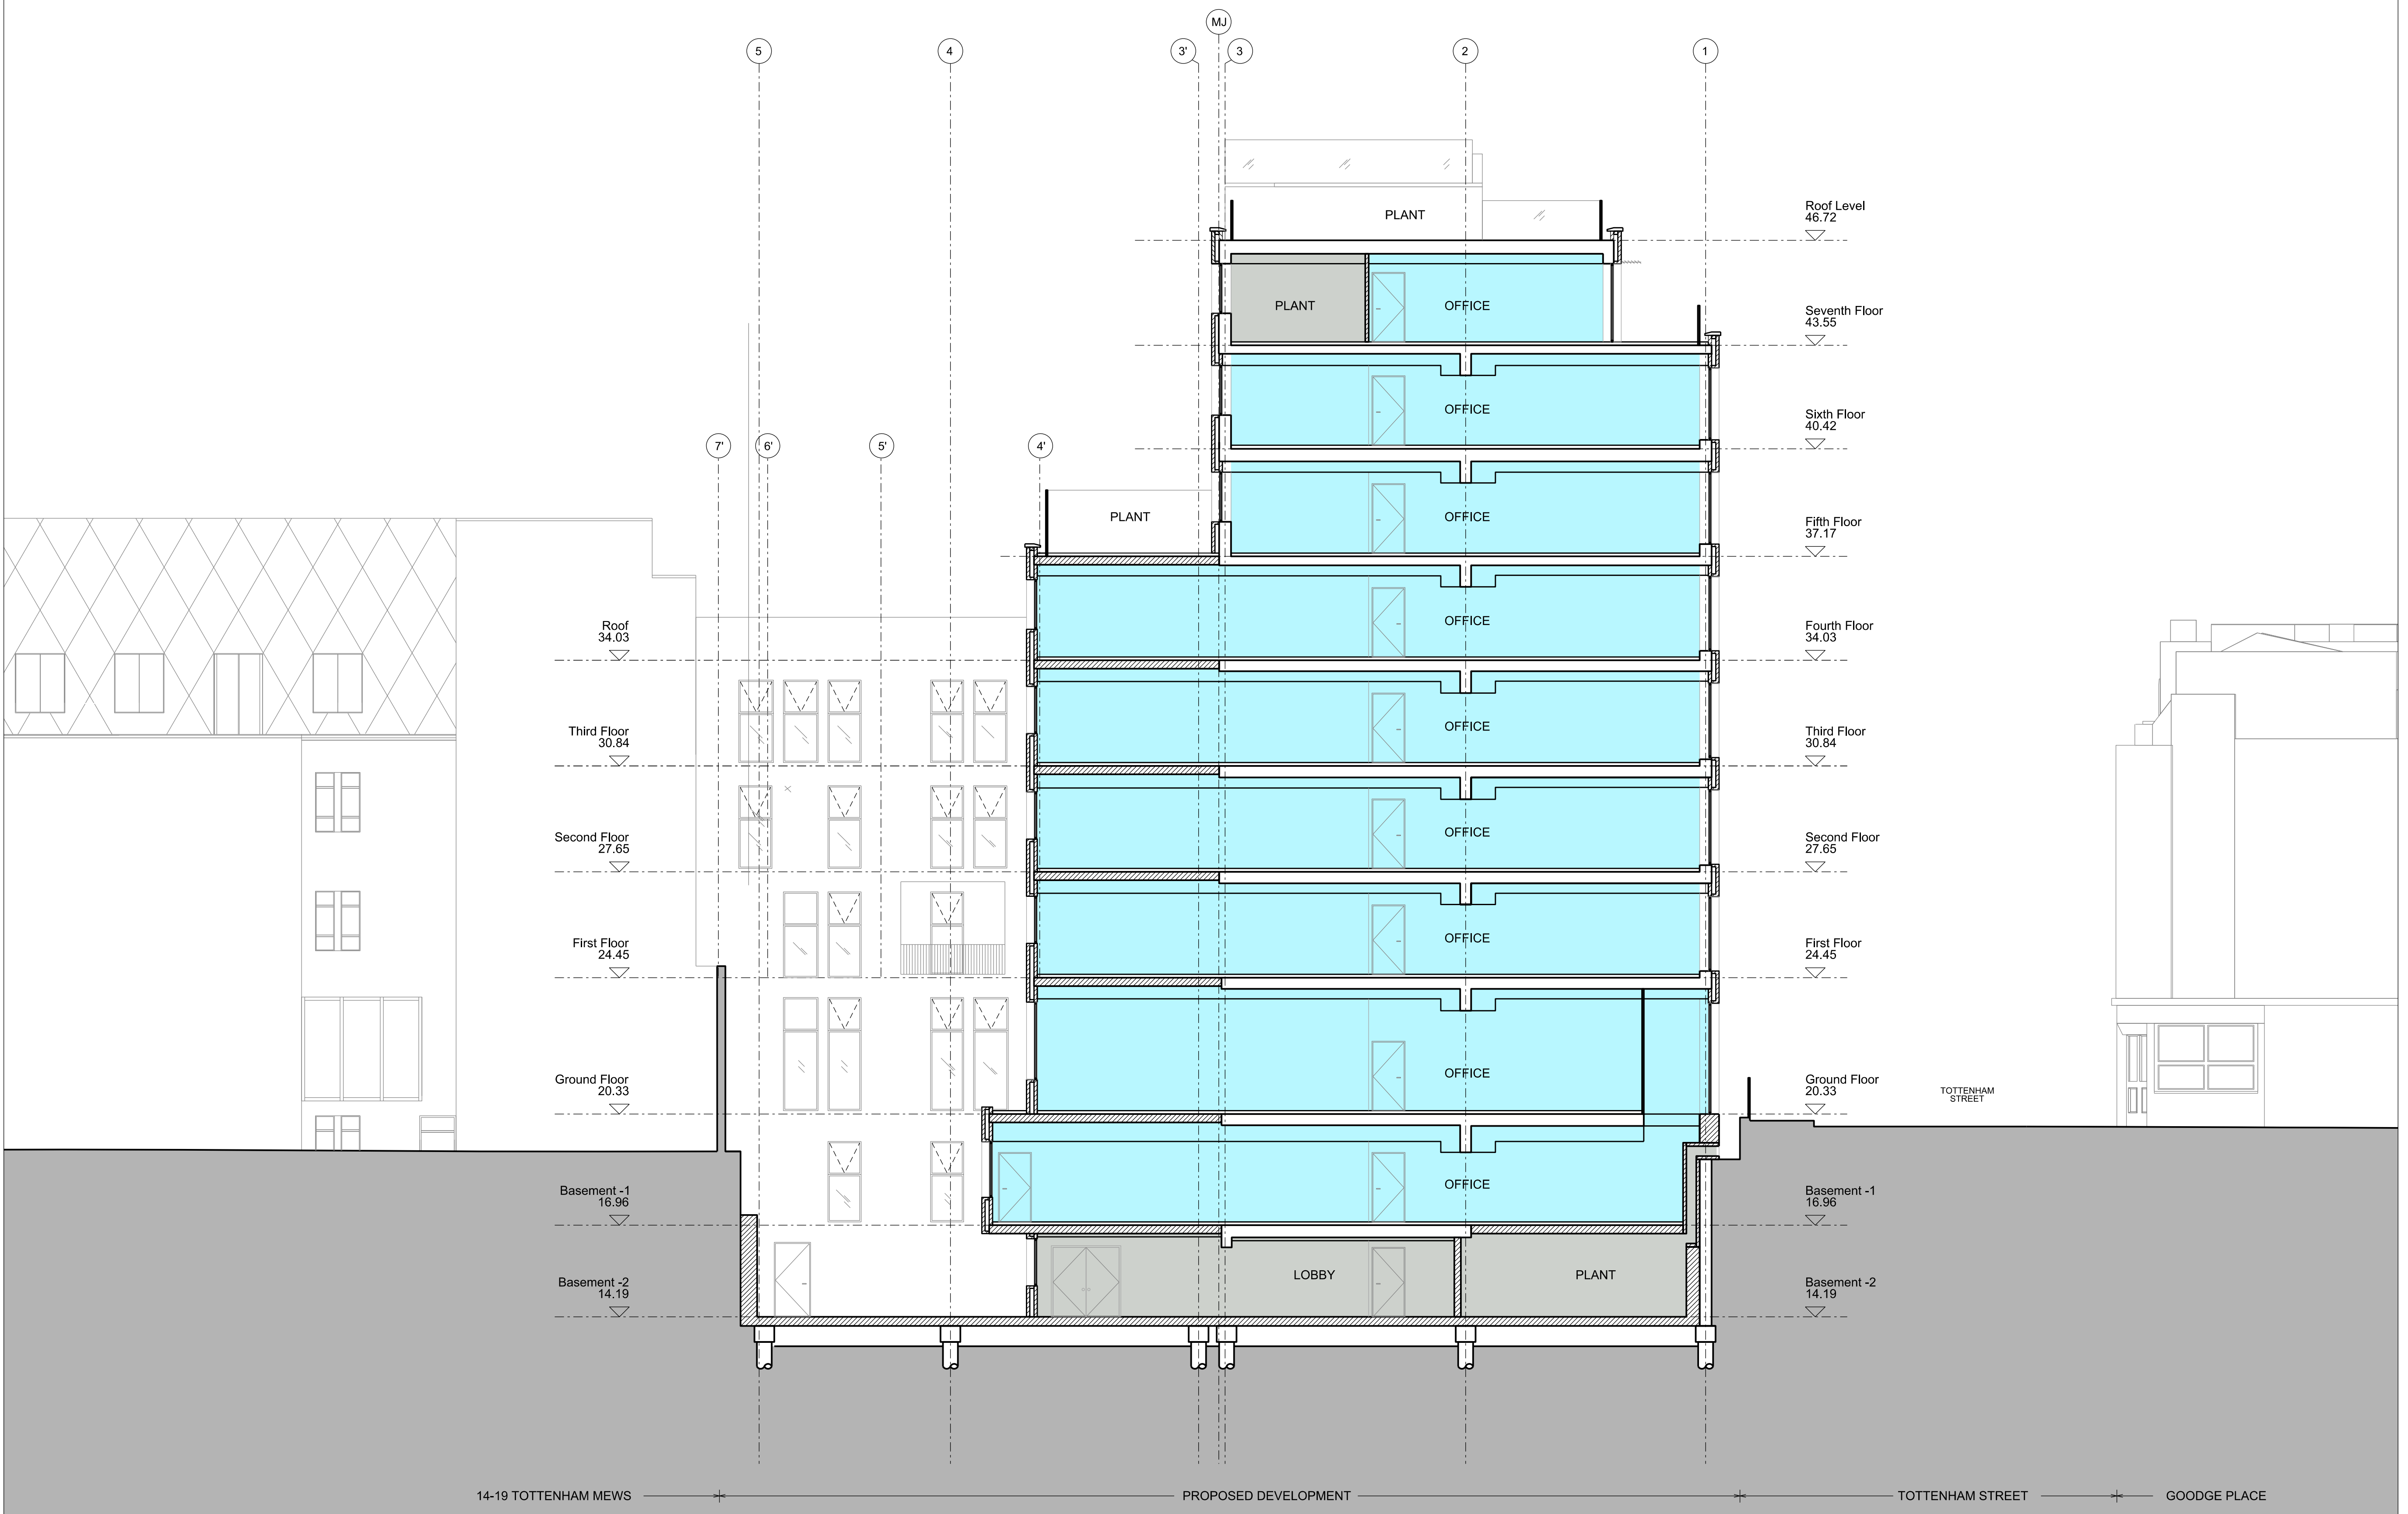 MJ
5
4
3'
3
2
1
PLANT
Roof Level
46.72
PLANT
OFFICE
Seventh Floor
43.55
OFFICE
Sixth Floor
40.42
7'
6'
5'
4'
PLANT
OFFICE
Fifth Floor
37.17
Roof
34.03
OFFICE
Fourth Floor
34.03
Third Floor
30.84
OFFICE
Third Floor
30.84
Second Floor
27.65
OFFICE
Second Floor
27.65
First Floor
24.45
OFFICE
First Floor
24.45
Ground Floor
20.33
OFFICE
Ground Floor
20.33
TOTTENHAM
STREET
Basement -1
16.96
OFFICE
Basement -1
16.96
Basement -2
14.19
LOBBY
PLANT
Basement -2
14.19
14-19 TOTTENHAM MEWS
PROPOSED DEVELOPMENT
TOTTENHAM STREET
GOODGE PLACE